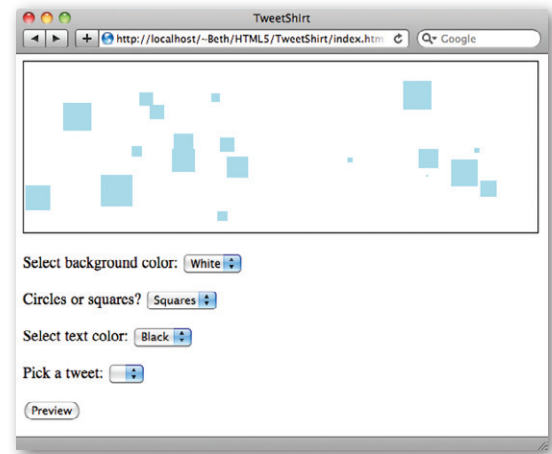 TweetShirt
http://localhost/~Beth/HTML5/TweetShirt/index.htm
Google
Select background color: White
Circles or squares? Squares
Select text color: Black
Pick a tweet:
Preview